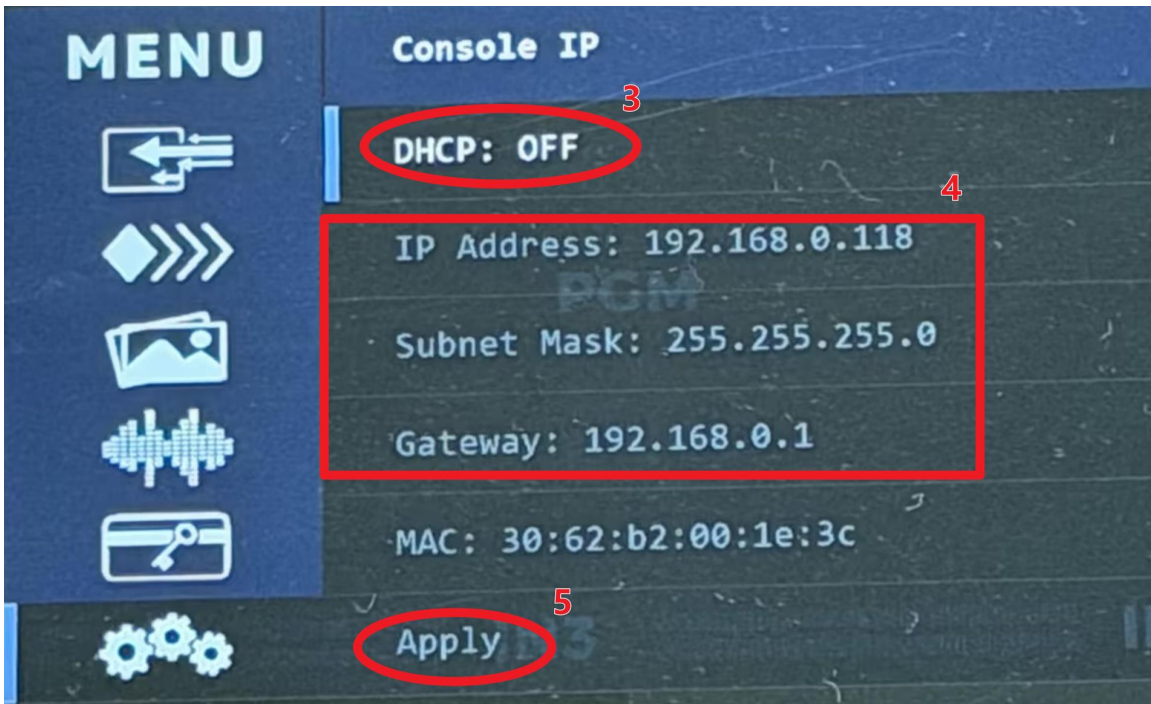 MENU
Console IP
3
DHCP: OFF
4
IP Address: 192.168.0.118
PGM
Subnet Mask: 255.255.255.0
Gateway: 192.168.0.1
MAC: 30:62:b2:00:1e:3c
5
Apply